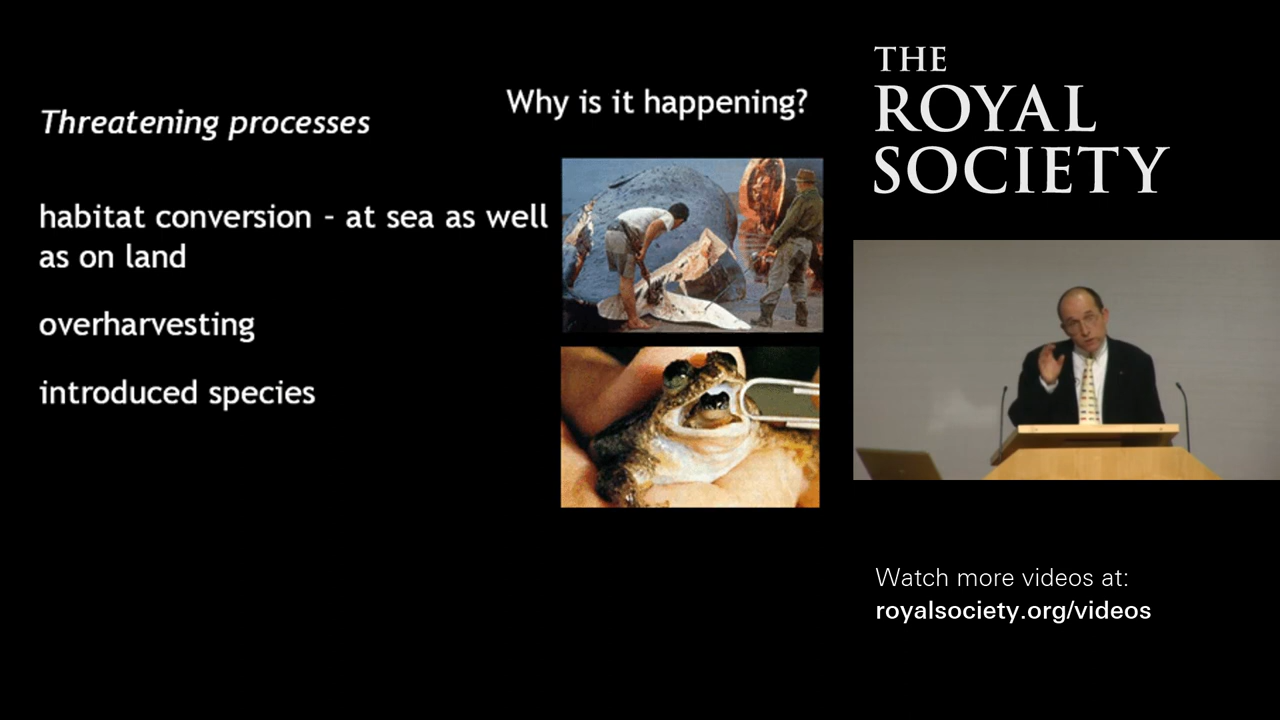 Why is it happening?
Threatening processes
habitat conversion - at sea as well
as on land
overharvesting
introduced species
THE
ROYAL
SOCIETY
Watch more videos at:
royalsociety.org/videos